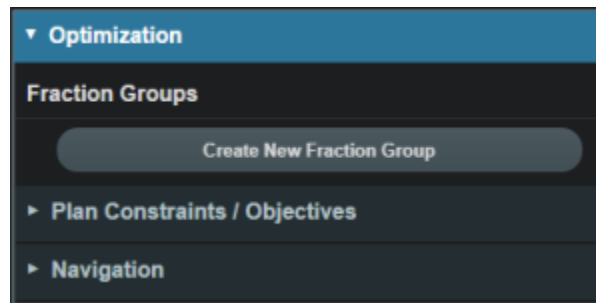 Optimization
Fraction Groups
Create New Fraction Group
Plan Constraints / Objectives
Navigation